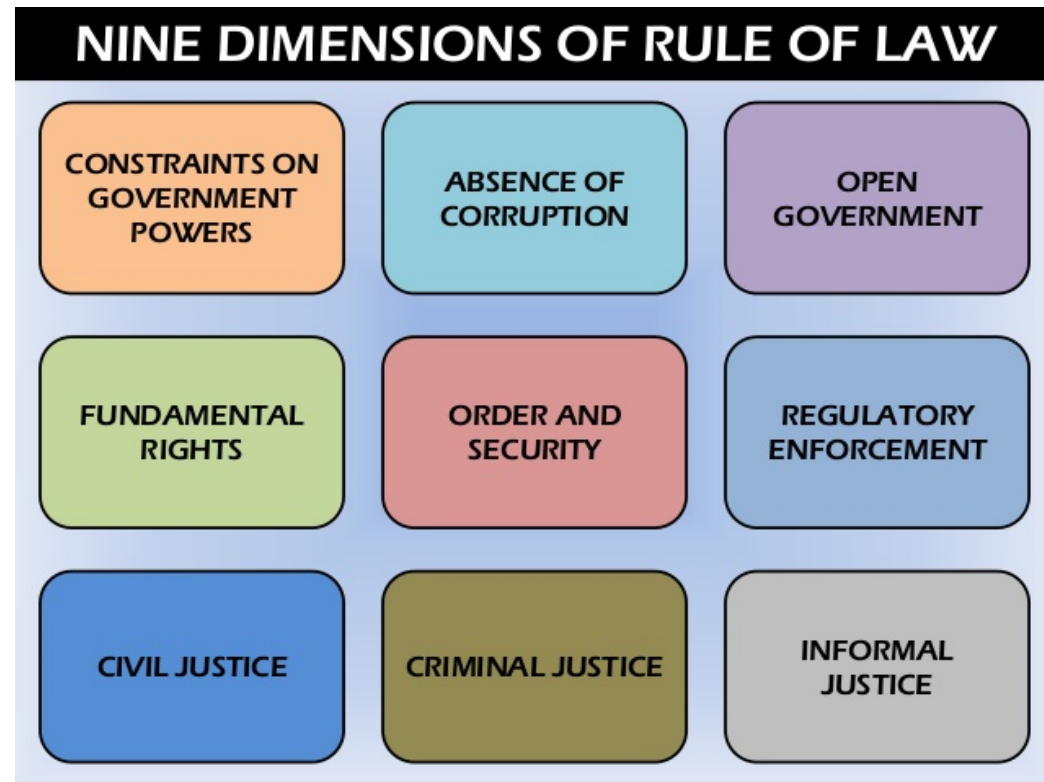 NINE DIMENSIONS OF RULE OF LAW
CONSTRAINTS ON
GOVERNMENT
POWERS
ABSENCE OF
CORRUPTION
OPEN
GOVERNMENT
FUNDAMENTAL
RIGHTS
ORDER AND
SECURITY
REGULATORY
ENFORCEMENT
CIVIL JUSTICE
CRIMINAL JUSTICE
INFORMAL
JUSTICE